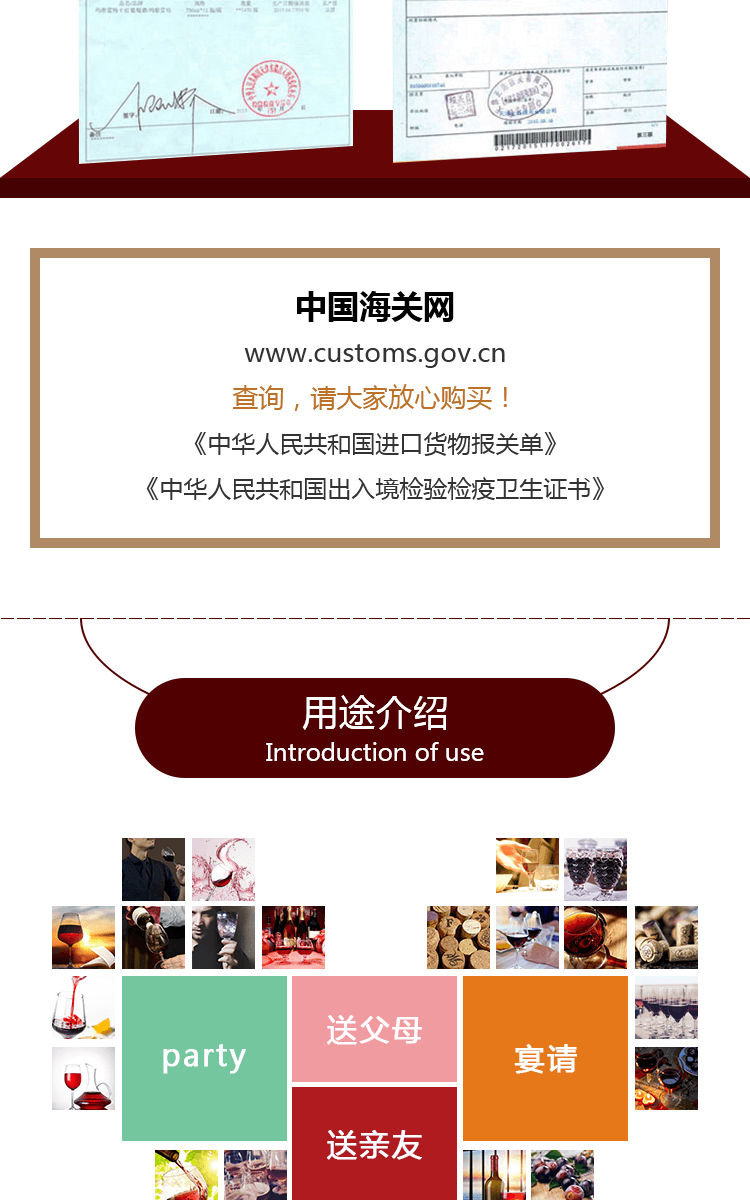 中国海关网
www.customs.gov.cn
查询，请大家放心购买！
《中华人民共和国进口货物报关单》
《中华人民共和国出入境检验检疫卫生证书》
用途介绍
Introduction of use
party
送父母
宴请
送亲友